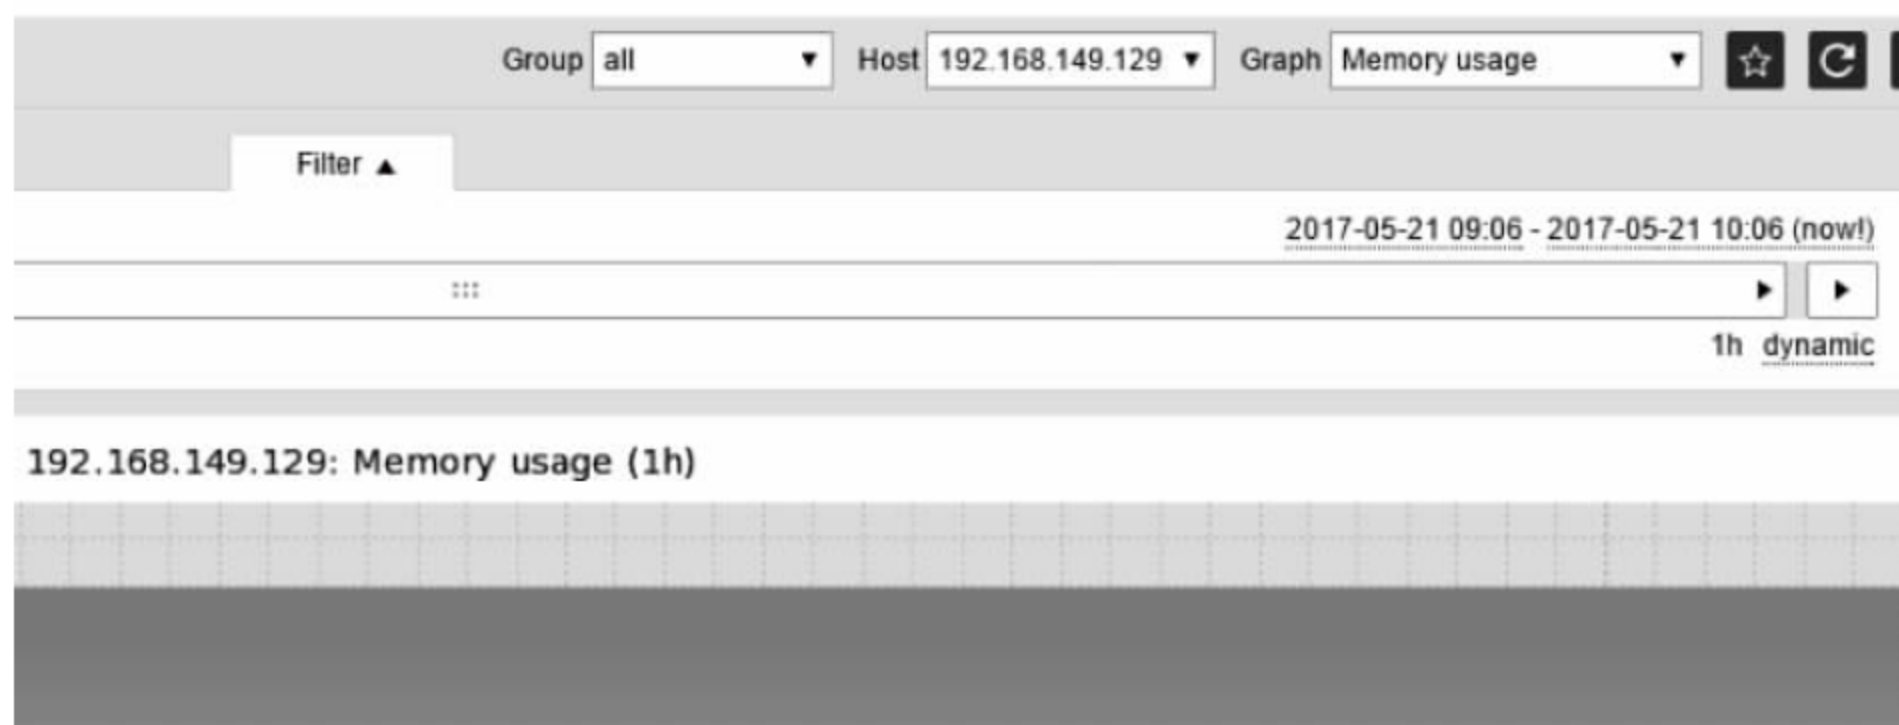 Group all Host 192.168.149.129 Graph Memory usage
Filter
2017-05-21 09:06 - 2017-05-21 10:06 (now!)
1h dynamic
192.168.149.129: Memory usage (1h)